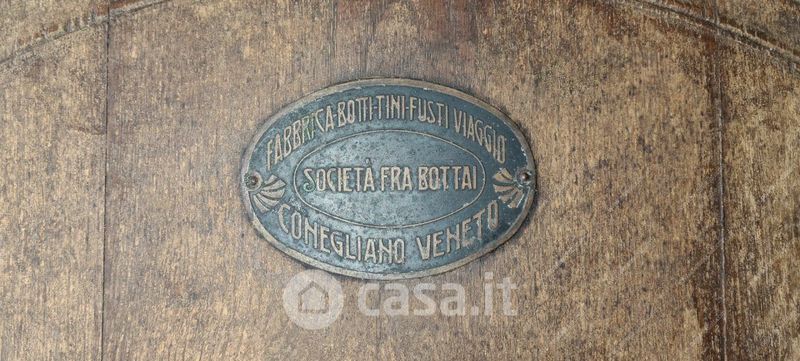 FABBRICA·BOTTI-TINI-FUSTI VIAGGIO
SOCIETÀ FRA BOTTAI
CONEGLIANO VENETO
casa.it